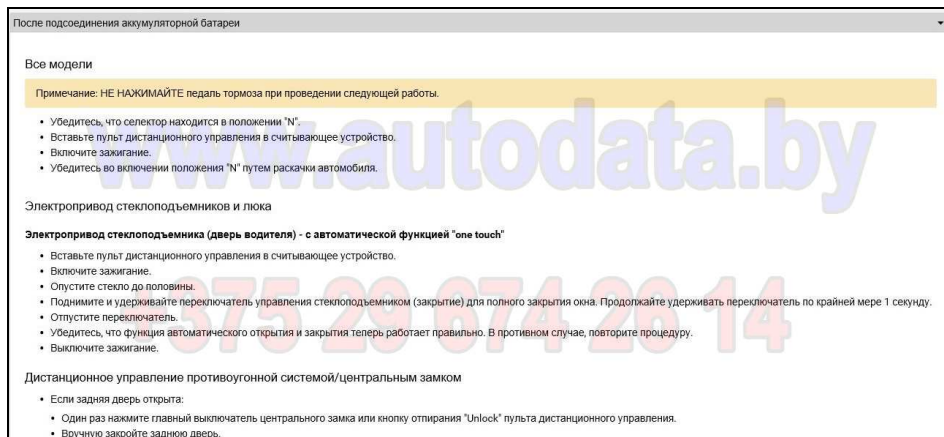 После подсоединения аккумуляторной батареи
Все модели
Примечание: НЕ НАЖИМАЙТЕ педаль тормоза при проведении следующей работы.
• Убедитесь, что селектор находится в положении "N".
• Вставьте пульт дистанционного управления в считывающее устройство.
• Включите зажигание.
• Убедитесь во включении положения "N" путем раскачки автомобиля.
www.autodata.by
Электропривод стеклоподъемников и люка
Электропривод стеклоподъемника (дверь водителя) - с автоматической функцией "one touch"
• Вставьте пульт дистанционного управления в считывающее устройство.
• Включите зажигание.
• Опустите стекло до половины.
• Поднимите и удерживайте переключатель управления стеклоподъемником (закрытие) для полного закрытия окна. Продолжайте удерживать переключатель по крайней мере 1 секунду.
• Отпустите переключатель.
• Убедитесь, что функция автоматического открытия и закрытия теперь работает правильно. В противном случае, повторите процедуру.
• Выключите зажигание.
+375 29 674 26 14
Дистанционное управление противоугонной системой/центральным замком
• Если задняя дверь открыта:
• Один раз нажмите главный выключатель центрального замка или кнопку отпирания "Unlock" пульта дистанционного управления.
• Вручную закройте заднюю дверь.